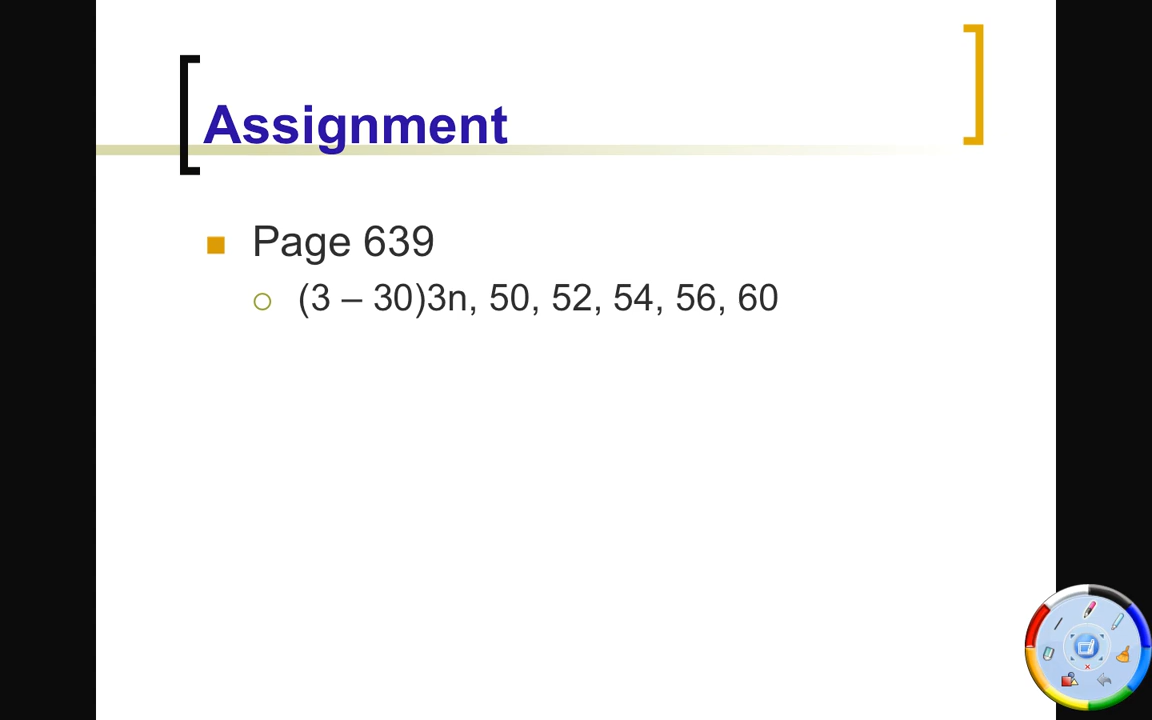 Assignment
Page 639
(3 – 30)3n, 50, 52, 54, 56, 60